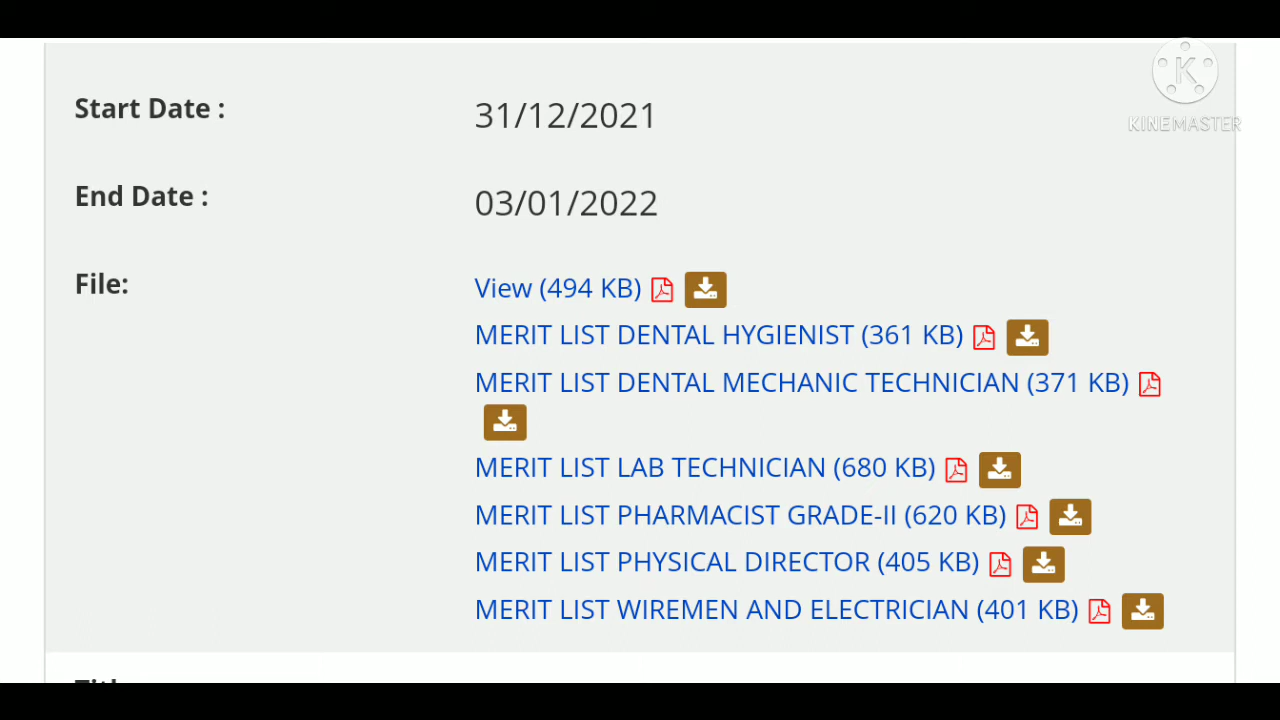 K
KINEMASTER
Start Date : 31/12/2021
End Date : 03/01/2022
File: View (494 KB)
MERIT LIST DENTAL HYGIENIST (361 KB)
MERIT LIST DENTAL MECHANIC TECHNICIAN (371 KB)
MERIT LIST LAB TECHNICIAN (680 KB)
MERIT LIST PHARMACIST GRADE-II (620 KB)
MERIT LIST PHYSICAL DIRECTOR (405 KB)
MERIT LIST WIREMEN AND ELECTRICIAN (401 KB)